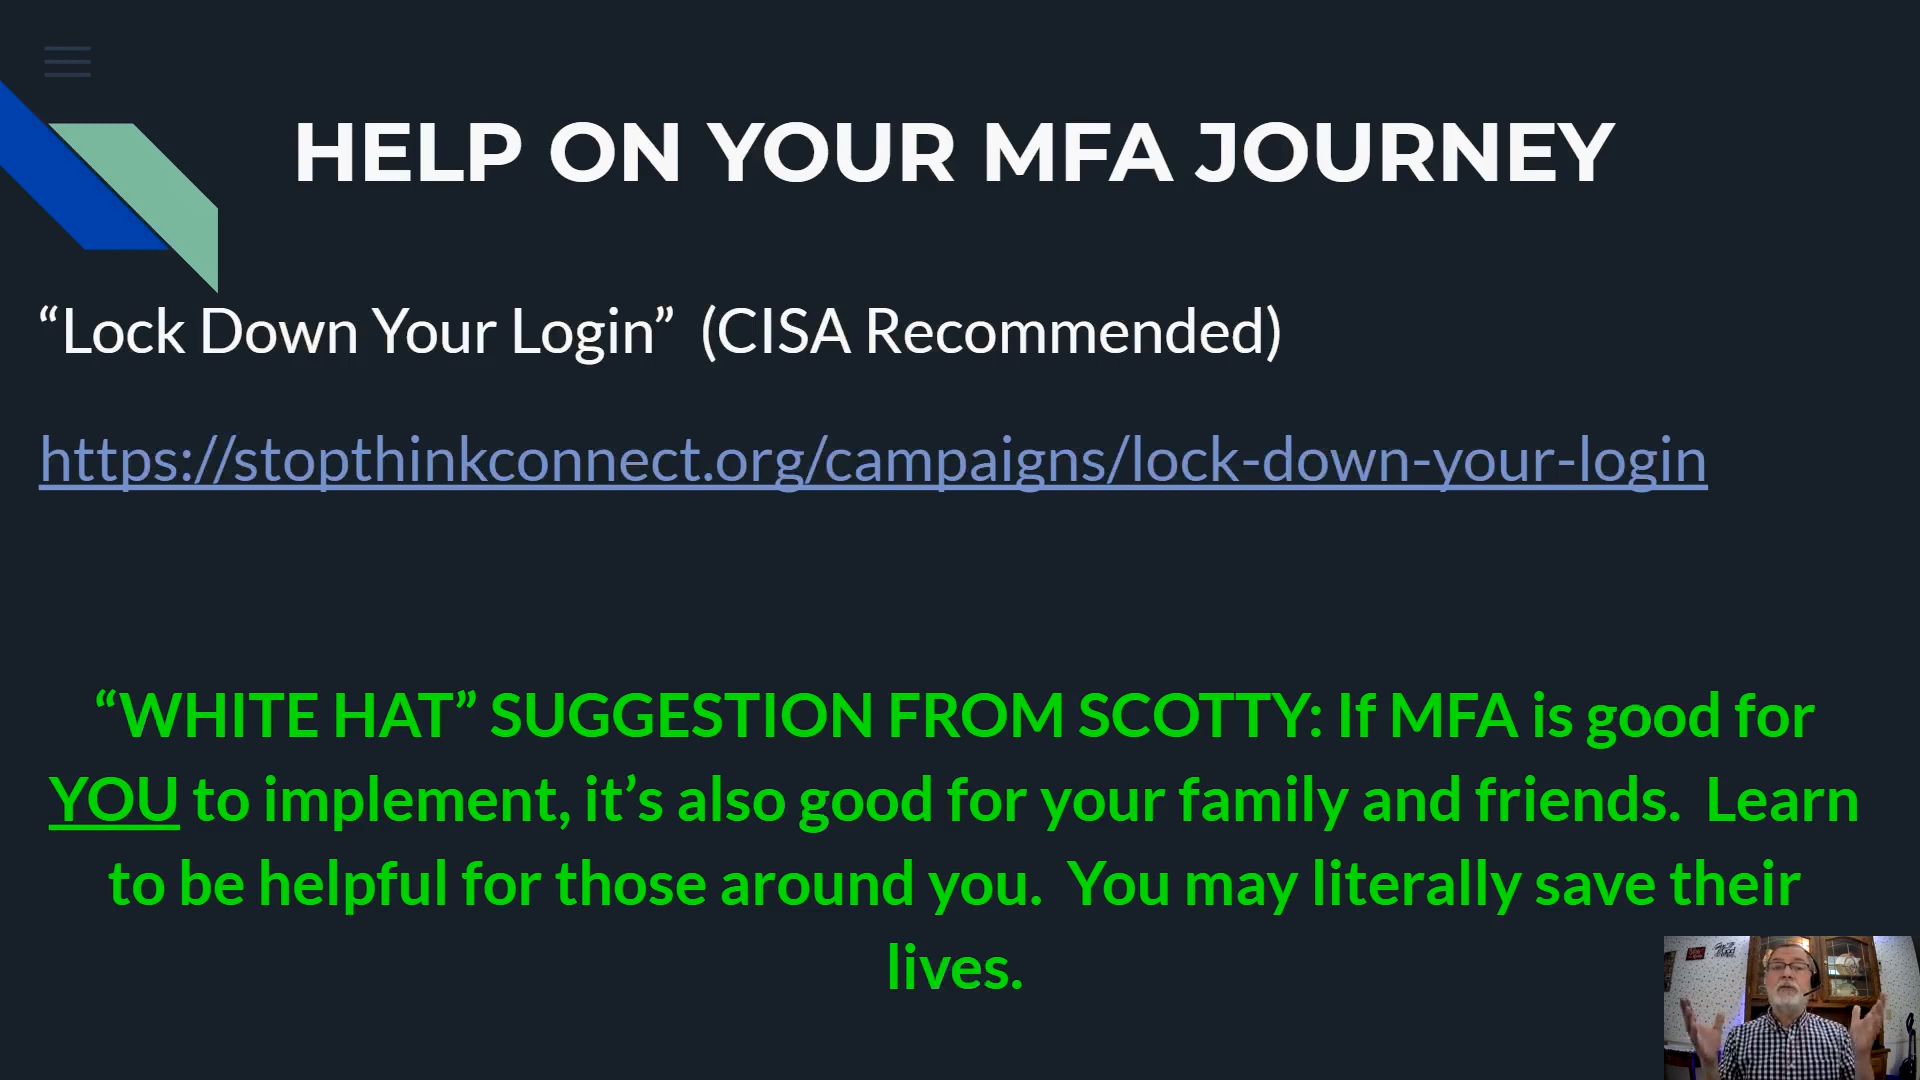 HELP ON YOUR MFA JOURNEY
“Lock Down Your Login”  (CISA Recommended)
https://stopthinkconnect.org/campaigns/lock-down-your-login
“WHITE HAT” SUGGESTION FROM SCOTTY: If MFA is good for
YOU to implement, it’s also good for your family and friends.  Learn
to be helpful for those around you.  You may literally save their
lives.